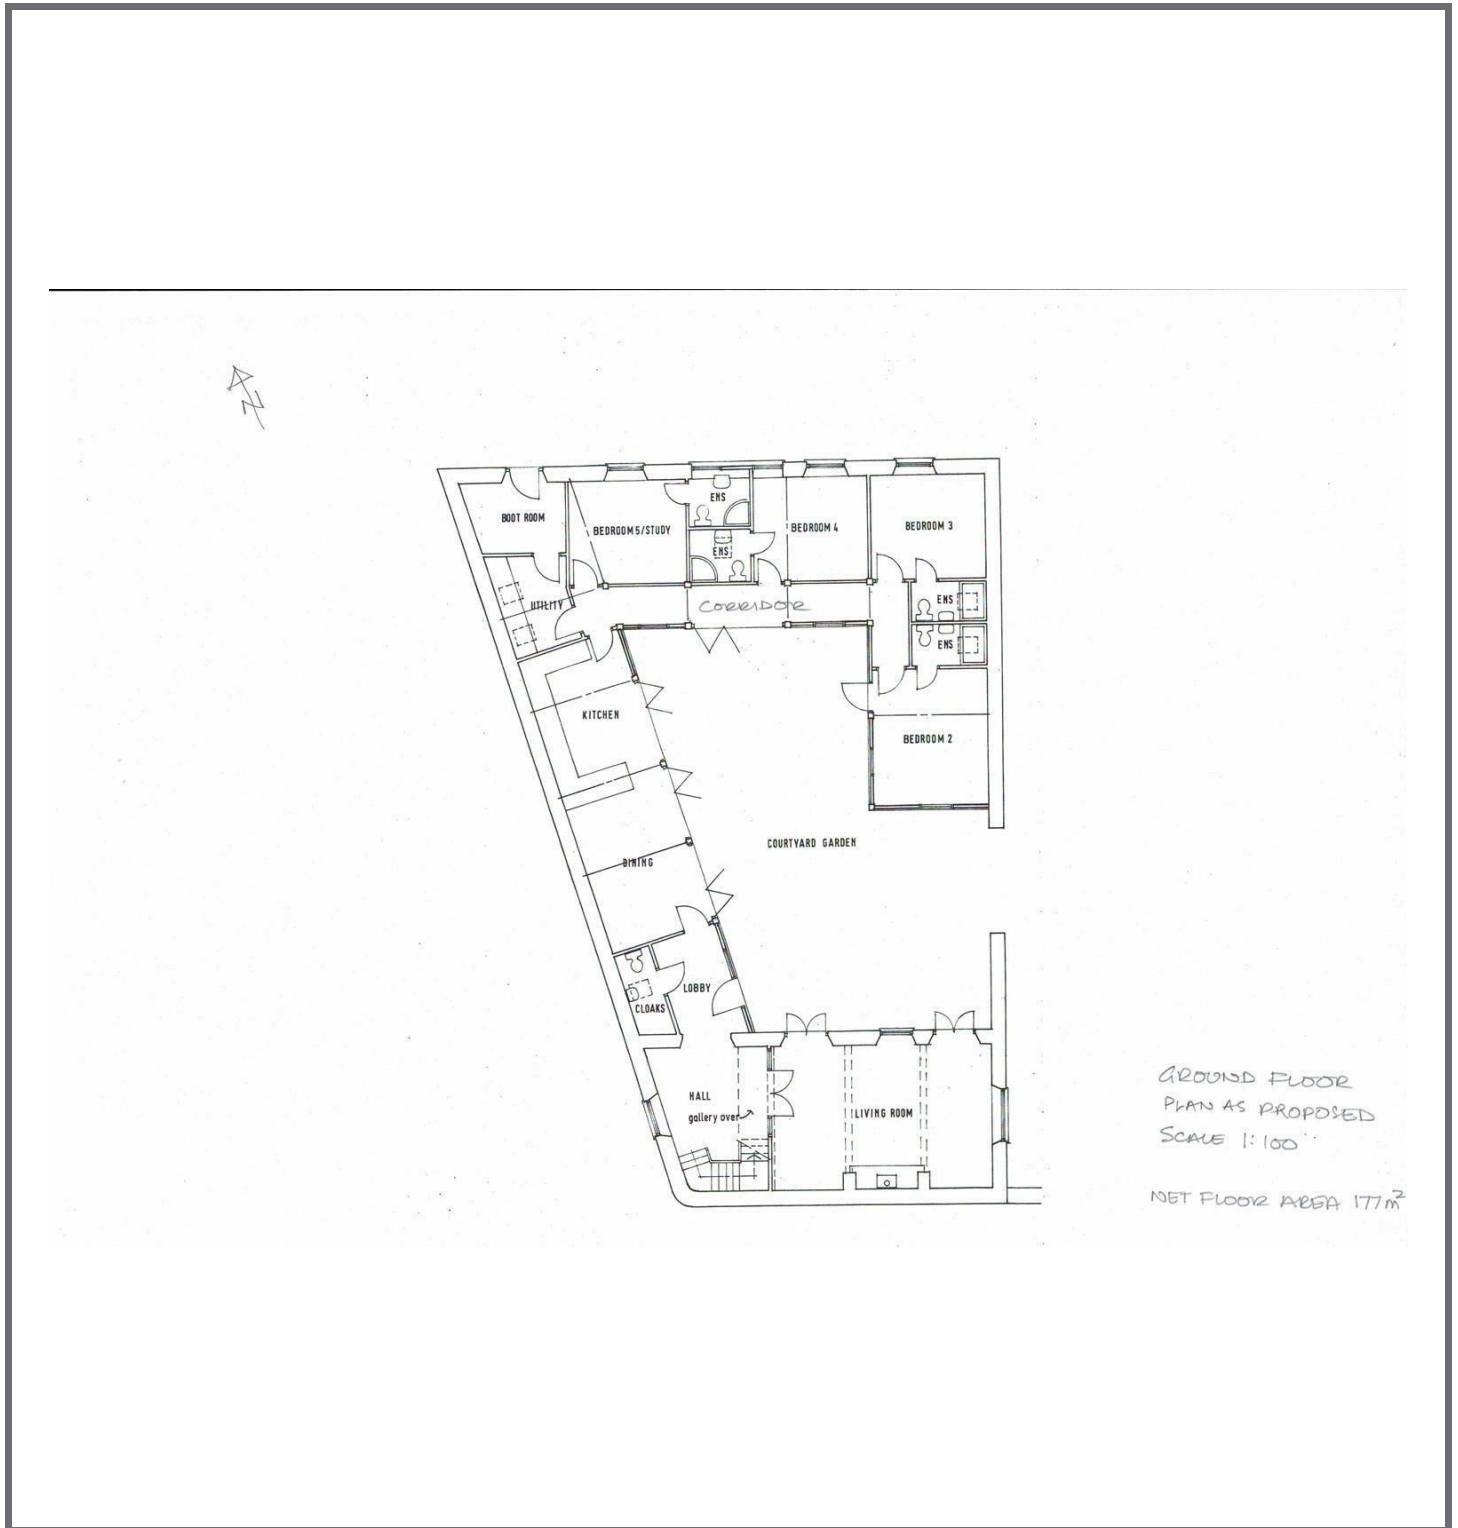 N
BOOT ROOM
BEDROOM 5/STUDY
ENS
ENS
BEDROOM 4
BEDROOM 3
UTILITY
CORRIDOR
ENS
ENS
KITCHEN
BEDROOM 2
DINING
COURTYARD GARDEN
LOBBY
CLOAKS
HALL
gallery over
LIVING ROOM
GROUND FLOOR
PLAN AS PROPOSED
SCALE 1:100
NET FLOOR AREA 177m²